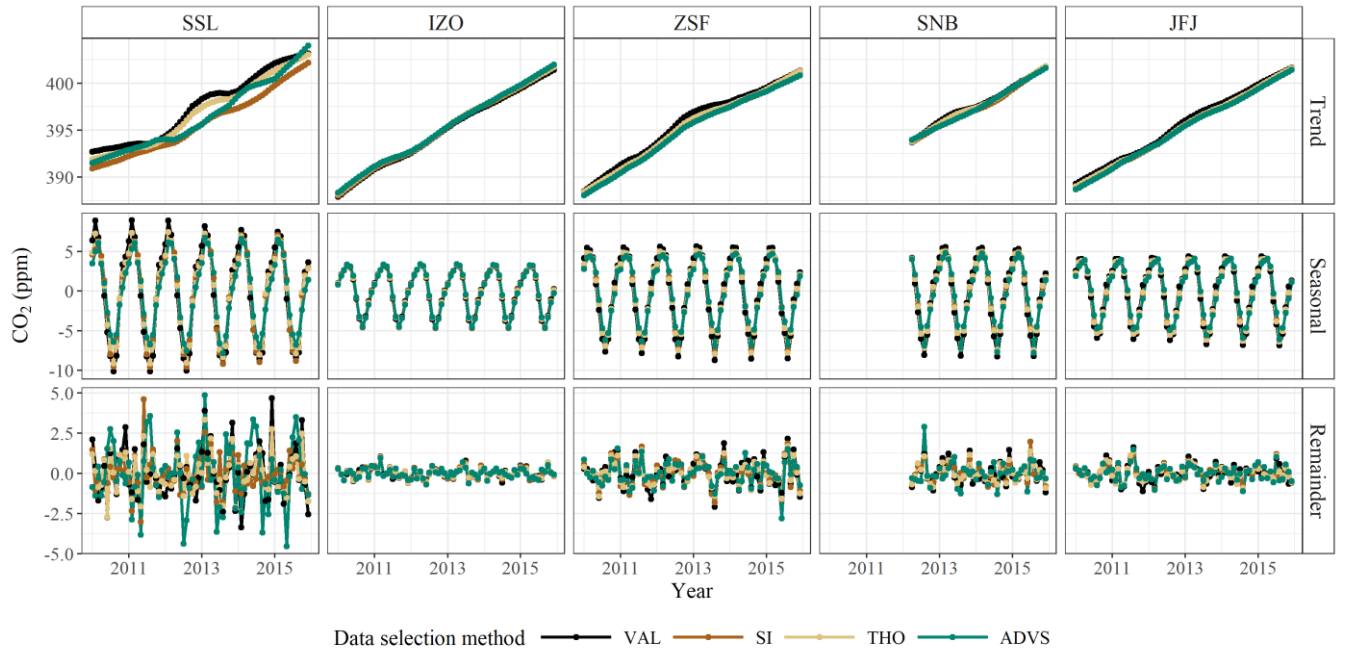 SSL IZO ZSF SNB JFJ
400
395
390
Trend
5
0
-5
-10
Seasonal
CO₂ (ppm)
5.0
2.5
0.0
-2.5
-5.0
Remainder
2011 2013 2015 2011 2013 2015 2011 2013 2015 2011 2013 2015 2011 2013 2015
Year
Data selection method VAL SI THO ADVS